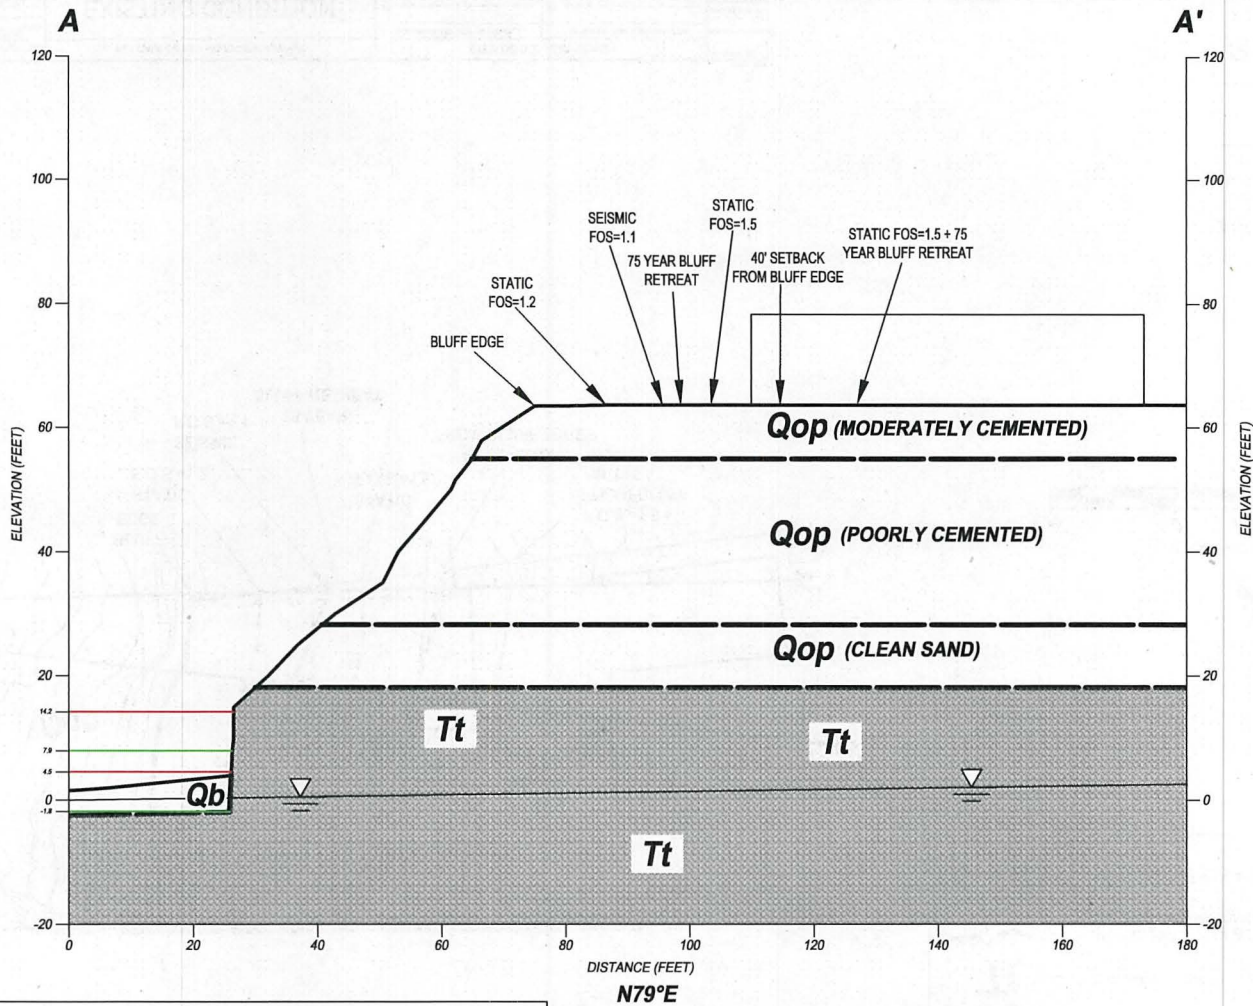 A
A'
120
120
100
100
STATIC
FOS=1.5
SEISMIC
FOS=1.1
STATIC FOS=1.5 + 75
YEAR BLUFF RETREAT
75 YEAR BLUFF
RETREAT
40' SETBACK
FROM BLUFF EDGE
STATIC
FOS=1.2
80
80
BLUFF EDGE
60
60
Qop (MODERATELY CEMENTED)
ELEVATION (FEET)
ELEVATION (FEET)
Qop (POORLY CEMENTED)
40
40
Qop (CLEAN SAND)
20
20
14.2
Tt
Tt
7.9
4.5
Qb
0
0
-1.8
Tt
-20
-20
0
20
40
60
80
100
120
140
160
180
DISTANCE (FEET)
N79°E